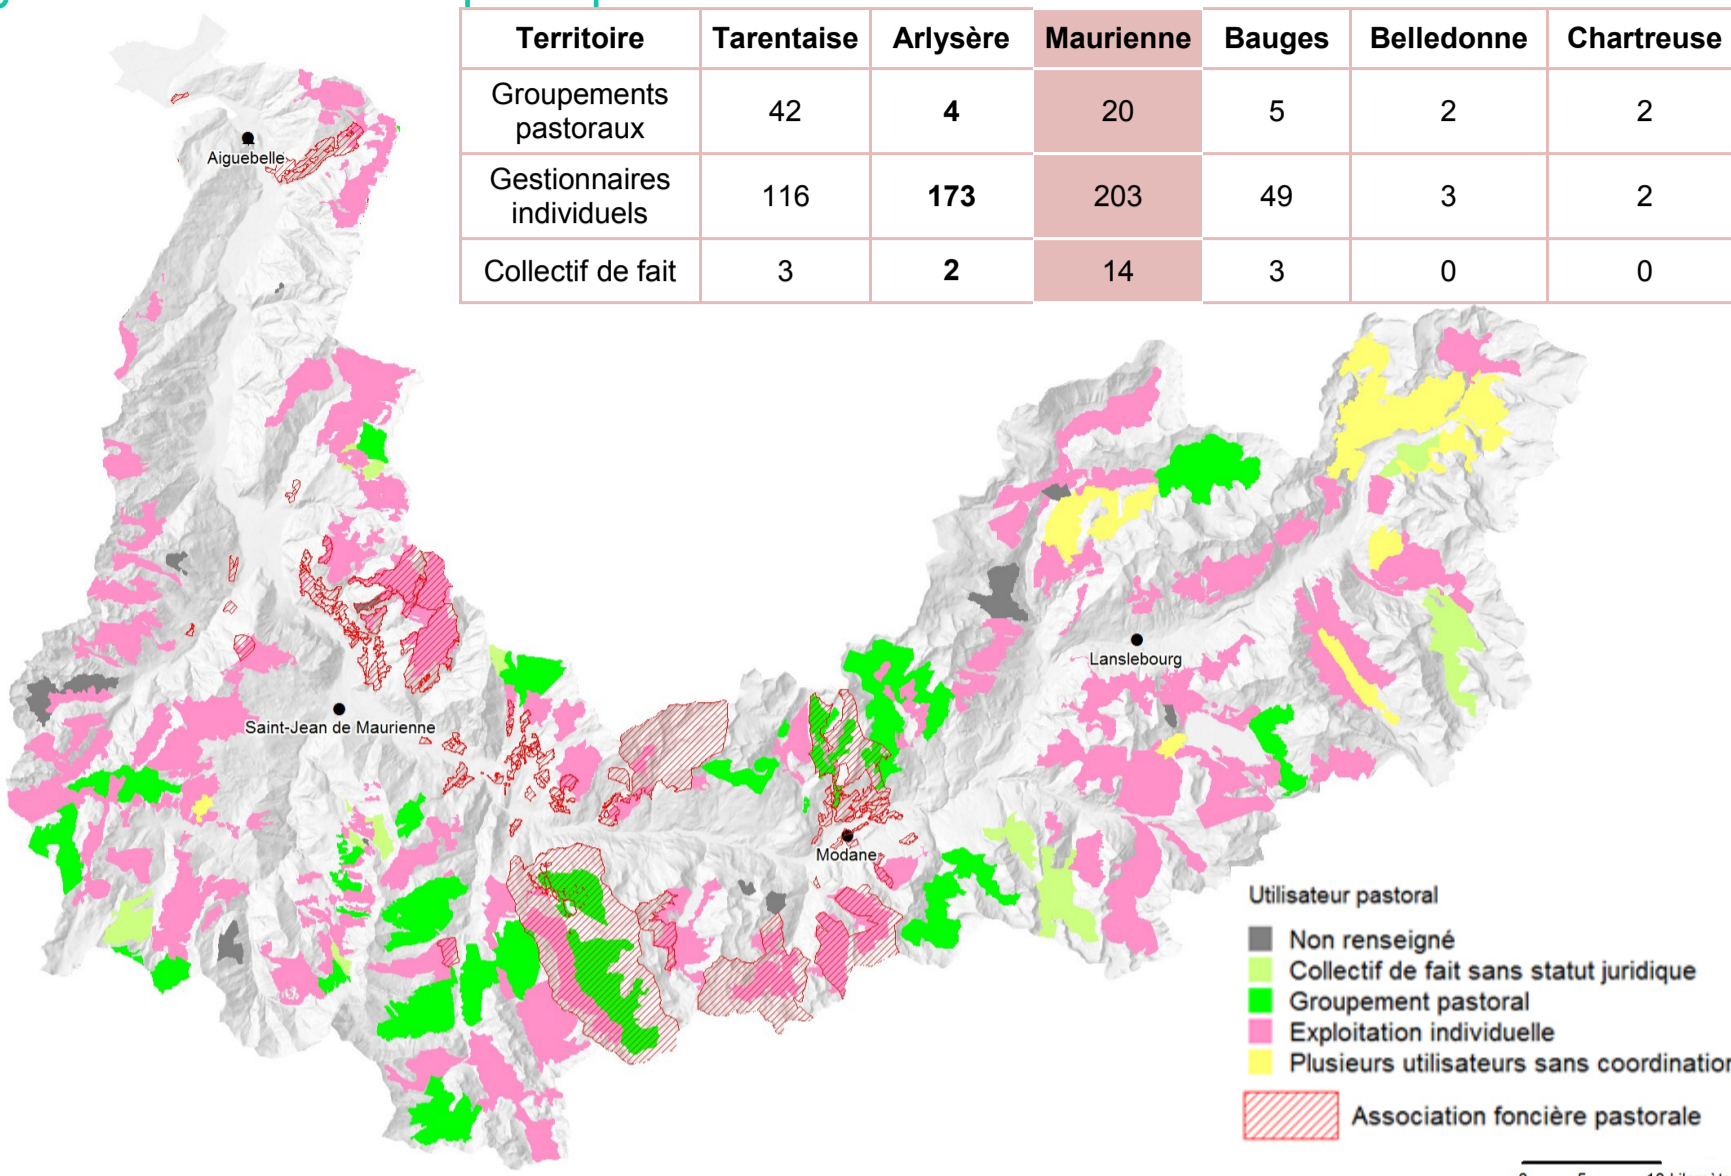 Territoire Tarentaise Arlysère Maurienne Bauges Belledonne Chartreuse
Groupements pastoraux 42 4 20 5 2 2
Gestionnaires individuels 116 173 203 49 3 2
Collectif de fait 3 2 14 3 0 0
Aiguebelle
Lanslebourg
Saint-Jean de Maurienne
Modane
Utilisateur pastoral
Non renseigné
Collectif de fait sans statut juridique
Groupement pastoral
Exploitation individuelle
Plusieurs utilisateurs sans coordination
Association foncière pastorale